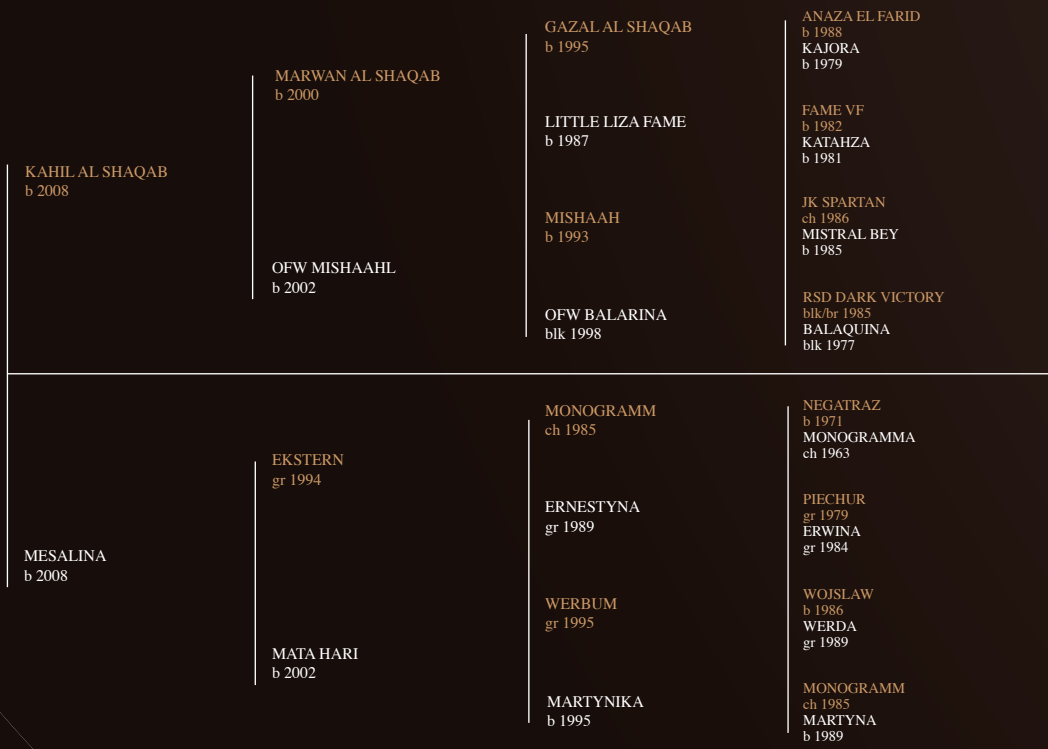 KAHIL AL SHAQAB
b 2008
MESALINA
b 2008
MARWAN AL SHAQAB
b 2000
OFW MISHAAHL
b 2002
EKSTERN
gr 1994
MATA HARI
b 2002
GAZAL AL SHAQAB
b 1995
LITTLE LIZA FAME
b 1987
MISHAAH
b 1993
OFW BALARINA
blk 1998
MONOGRAMM
ch 1985
ERNESTYNA
gr 1989
WERBUM
gr 1995
MARTYNIKA
b 1995
ANAZA EL FARID
b 1988
KAJORA
b 1979
FAME VF
b 1982
KATAHZA
b 1981
JK SPARTAN
ch 1986
MISTRAL BEY
b 1985
RSD DARK VICTORY
blk/br 1985
BALAQUINA
blk 1977
NEGATRAZ
b 1971
MONOGRAMMA
ch 1963
PIECHUR
gr 1979
ERWINA
gr 1984
WOJSLAW
b 1986
WERDA
gr 1989
MONOGRAMM
ch 1985
MARTYNA
b 1989